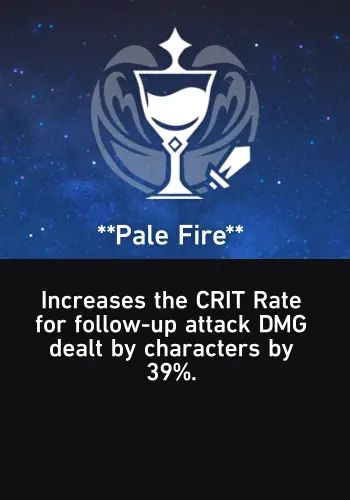 **Pale Fire**
Increases the CRIT Rate
for follow-up attack DMG
dealt by characters by
39%.